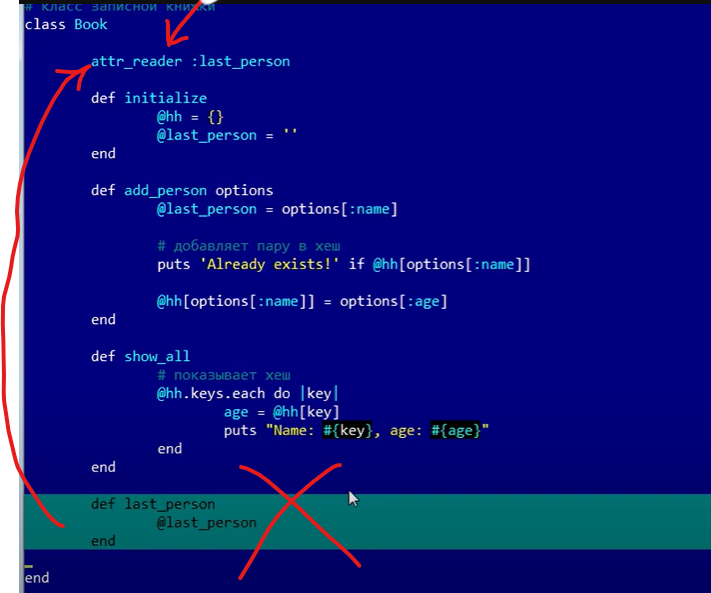 # класс записной книжки
class Book
attr_reader :last_person
def initialize
@hh = {}
@last_person = ''
end
def add_person options
@last_person = options[:name]
# добавляет пару в хеш
puts 'Already exists!' if @hh[options[:name]]
@hh[options[:name]] = options[:age]
end
def show_all
# показывает хеш
@hh.keys.each do |key|
age = @hh[key]
puts "Name: #{key}, age: #{age}"
end
end
def last_person
@last_person
end
end